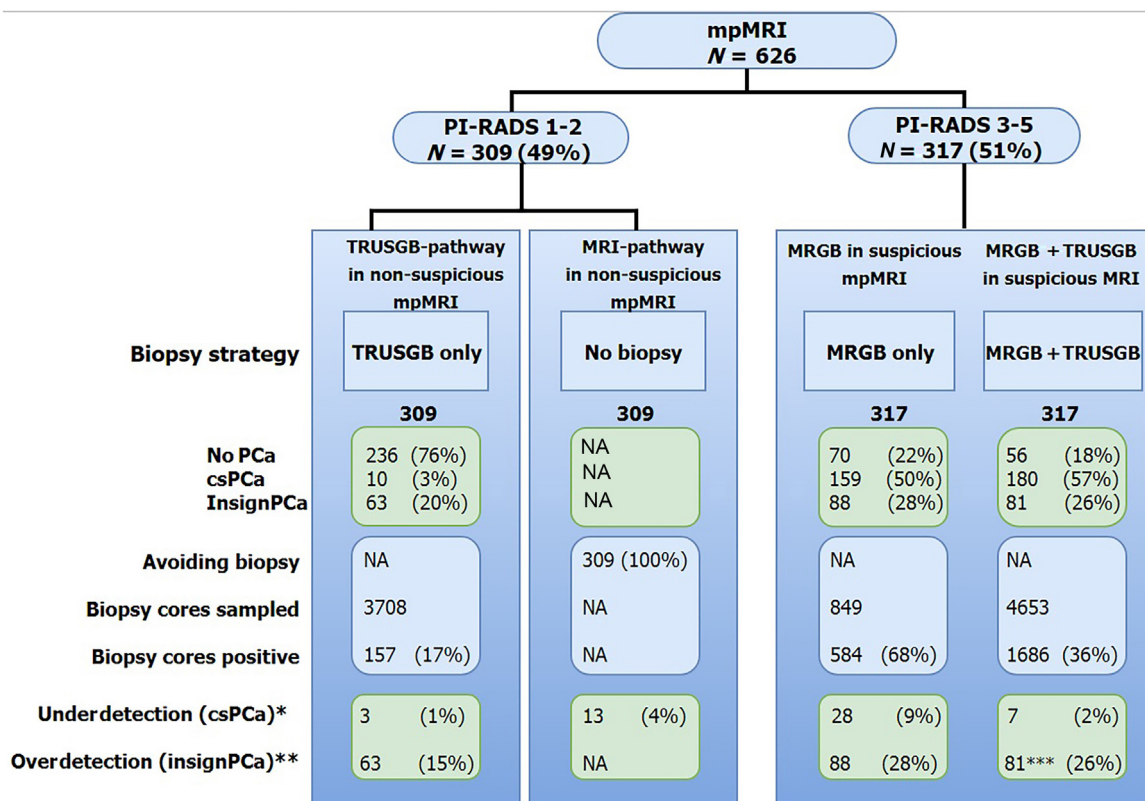 mpMRI
N = 626
PI-RADS 1-2
N = 309 (49%)
PI-RADS 3-5
N = 317 (51%)
TRUSGB-pathway
in non-suspicious
mpMRI
MRI-pathway
in non-suspicious
mpMRI
MRGB in suspicious
mpMRI
MRGB + TRUSGB
in suspicious MRI
Biopsy strategy
TRUSGB only
No biopsy
MRGB only
MRGB + TRUSGB
309
309
317
317
No PCa 236 (76%) NA 70 (22%) 56 (18%)
csPCa 10 (3%) NA 159 (50%) 180 (57%)
InsignPCa 63 (20%) NA 88 (28%) 81 (26%)
Avoiding biopsy NA 309 (100%) NA NA
Biopsy cores sampled 3708 NA 849 4653
Biopsy cores positive 157 (17%) NA 584 (68%) 1686 (36%)
Underdetection (csPCa)* 3 (1%) 13 (4%) 28 (9%) 7 (2%)
Overdetection (insignPCa)** 63 (15%) NA 88 (28%) 81*** (26%)